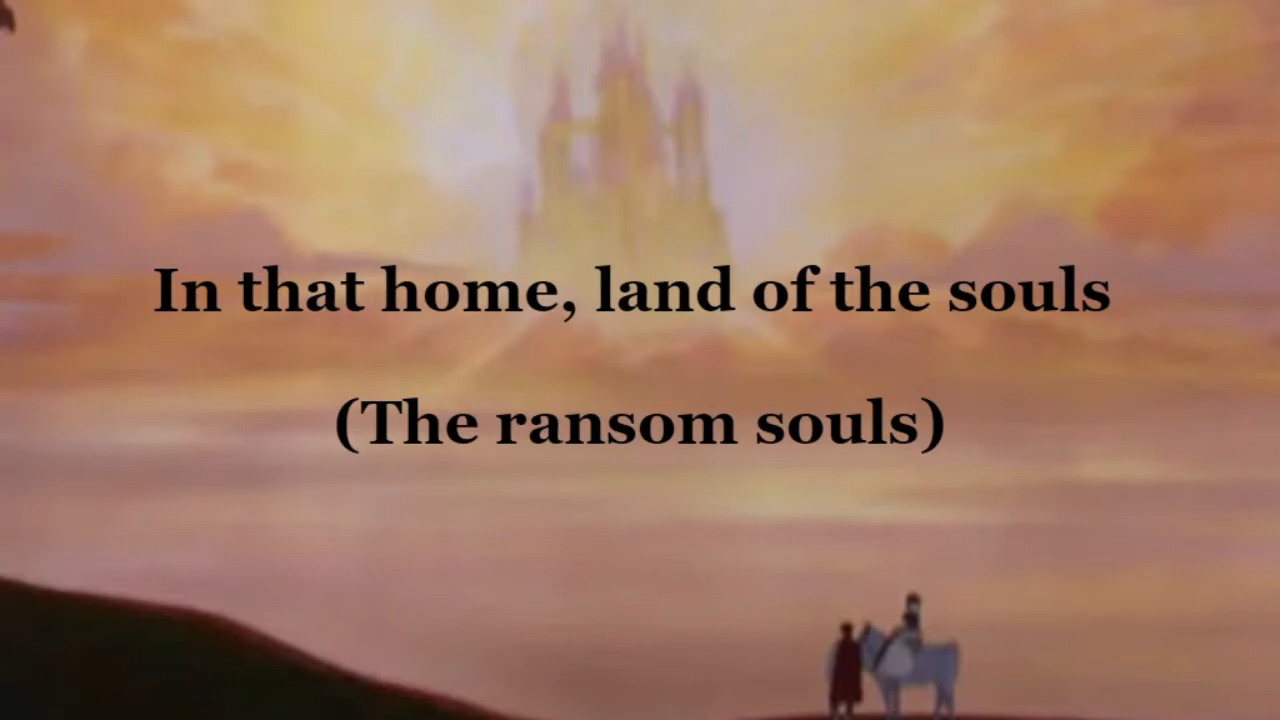 In that home, land of the souls
(The ransom souls)